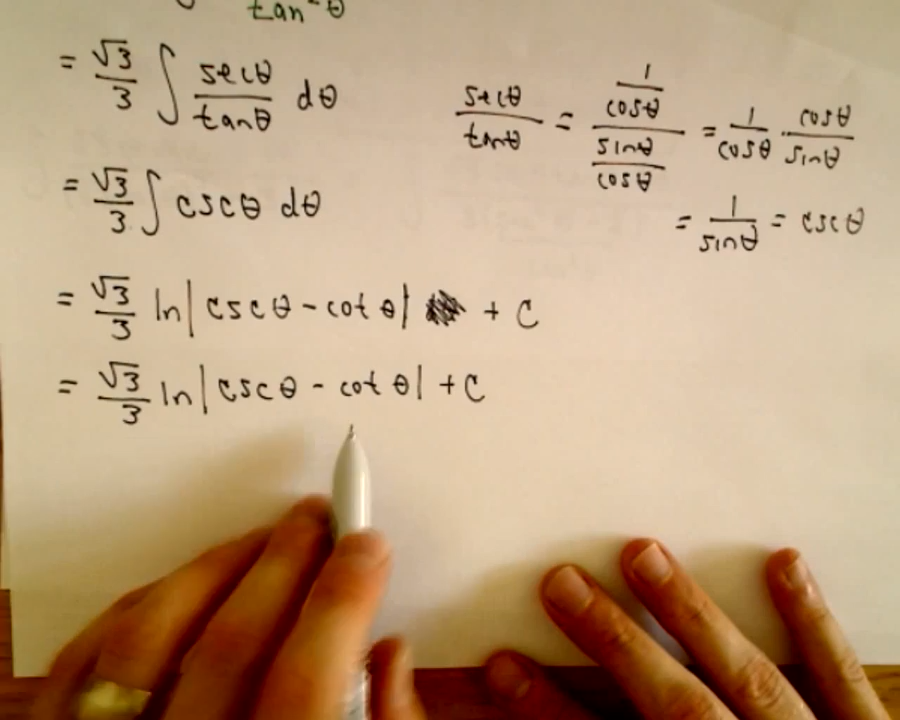 tan² θ
= √3/3 ∫ secθ/tanθ dθ
secθ/tanθ = (1/cosθ)/(sinθ/cosθ) = 1/cosθ · cosθ/sinθ
= √3/3 ∫ cscθ dθ
= 1/sinθ = cscθ
= √3/3 ln|cscθ - cot θ| + C
= √3/3 ln|cscθ - cot θ| + C